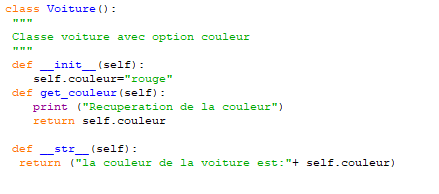 class Voiture():
"""
Classe voiture avec option couleur
"""
def __init__(self):
self.couleur="rouge"
def get_couleur(self):
print ("Recuperation de la couleur")
return self.couleur
def __str__(self):
return ("la couleur de la voiture est:"+ self.couleur)